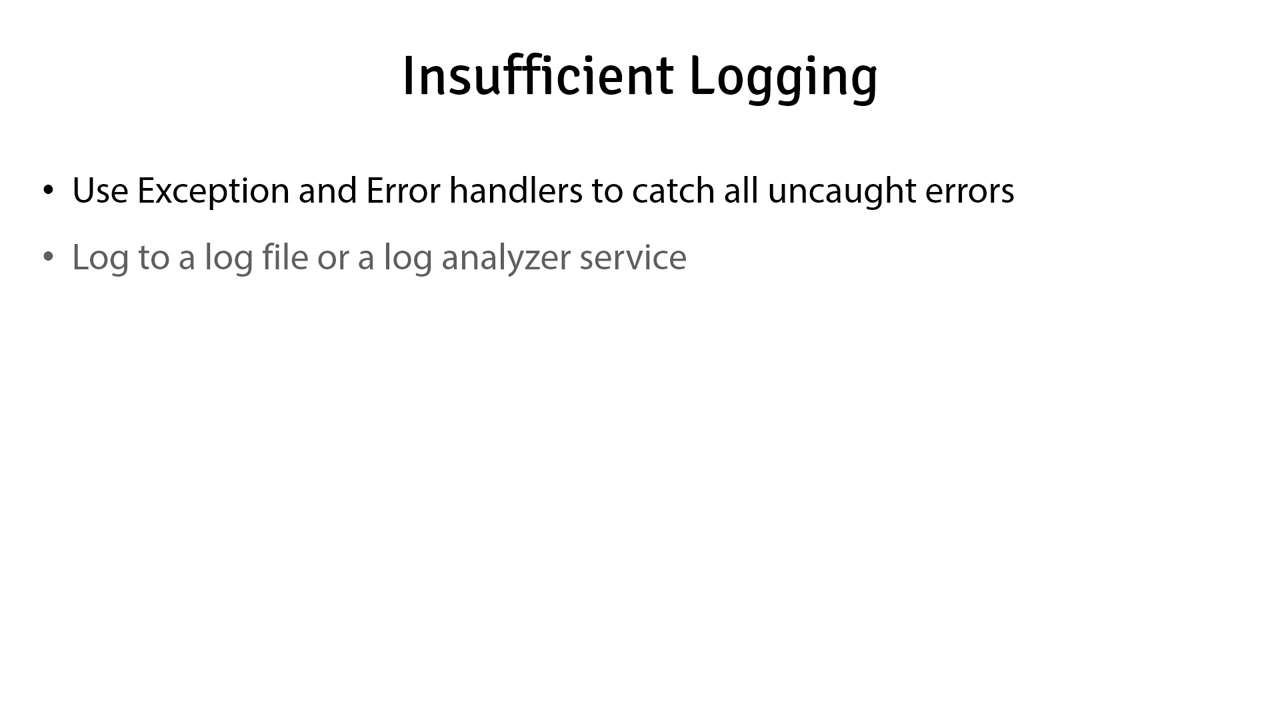 Insufficient Logging
• Use Exception and Error handlers to catch all uncaught errors
• Log to a log file or a log analyzer service